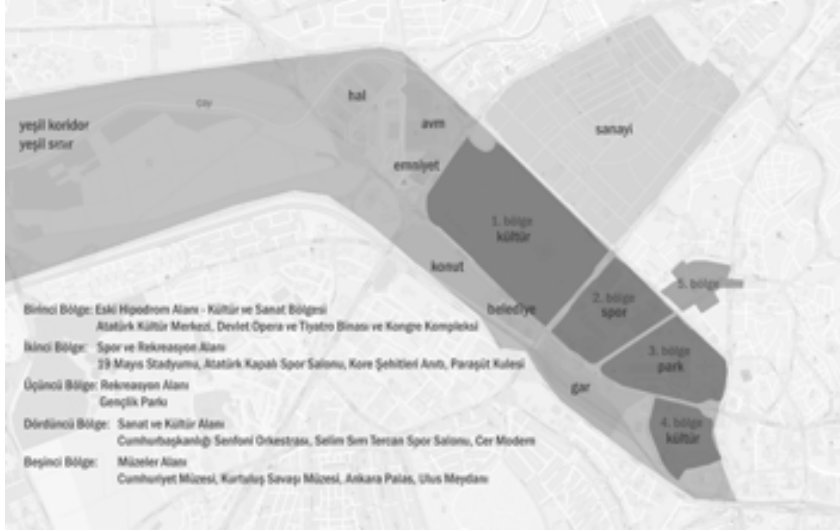 hal
çay
yeşil koridor
yeşil sınır
avm
sanayi
emniyet
1. bölge
kültür
konut
5. bölge
2. bölge
spor
belediye
Birinci Bölge: Eski Hipodrom Alanı - Kültür ve Sanat Bölgesi
Atatürk Kültür Merkezi, Devlet Opera ve Tiyatro Binası ve Kongre Kompleksi
İkinci Bölge: Spor ve Rekreasyon Alanı
19 Mayıs Stadyumu, Atatürk Kapalı Spor Salonu, Kore Şehitleri Anıtı, Paraşüt Kulesi
3. bölge
park
gar
Üçüncü Bölge: Rekreasyon Alanı
Gençlik Parkı
4. bölge
kültür
Dördüncü Bölge: Sanat ve Kültür Alanı
Cumhurbaşkanlığı Senfoni Orkestrası, Selim Sırrı Tercan Spor Salonu, Cer Modern
Beşinci Bölge: Müzeler Alanı
Cumhuriyet Müzesi, Kurtuluş Savaşı Müzesi, Ankara Palas, Ulus Meydanı